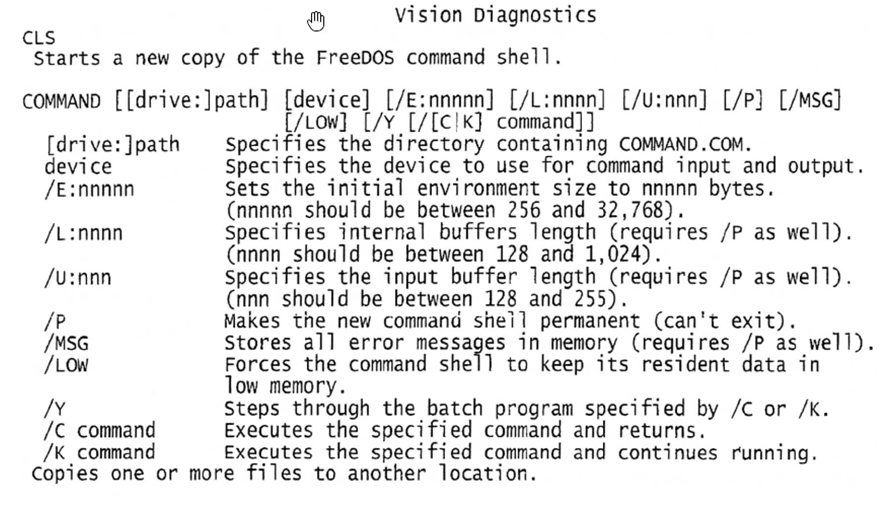 Vision Diagnostics
CLS
Starts a new copy of the FreeDOS command shell.
COMMAND [[drive:]path] [device] [/E:nnnnn] [/L:nnnn] [/U:nnn] [/P] [/MSG]
[/LOW] [/Y [/[C|K] command]]
[drive:]path Specifies the directory containing COMMAND.COM.
device Specifies the device to use for command input and output.
/E:nnnnn Sets the initial environment size to nnnnn bytes.
(nnnnn should be between 256 and 32,768).
/L:nnnn Specifies internal buffers length (requires /P as well).
(nnnn should be between 128 and 1,024).
/U:nnn Specifies the input buffer length (requires /P as well).
(nnn should be between 128 and 255).
/P Makes the new command shell permanent (can't exit).
/MSG Stores all error messages in memory (requires /P as well).
/LOW Forces the command shell to keep its resident data in
low memory.
/Y Steps through the batch program specified by /C or /K.
/C command Executes the specified command and returns.
/K command Executes the specified command and continues running.
Copies one or more files to another location.